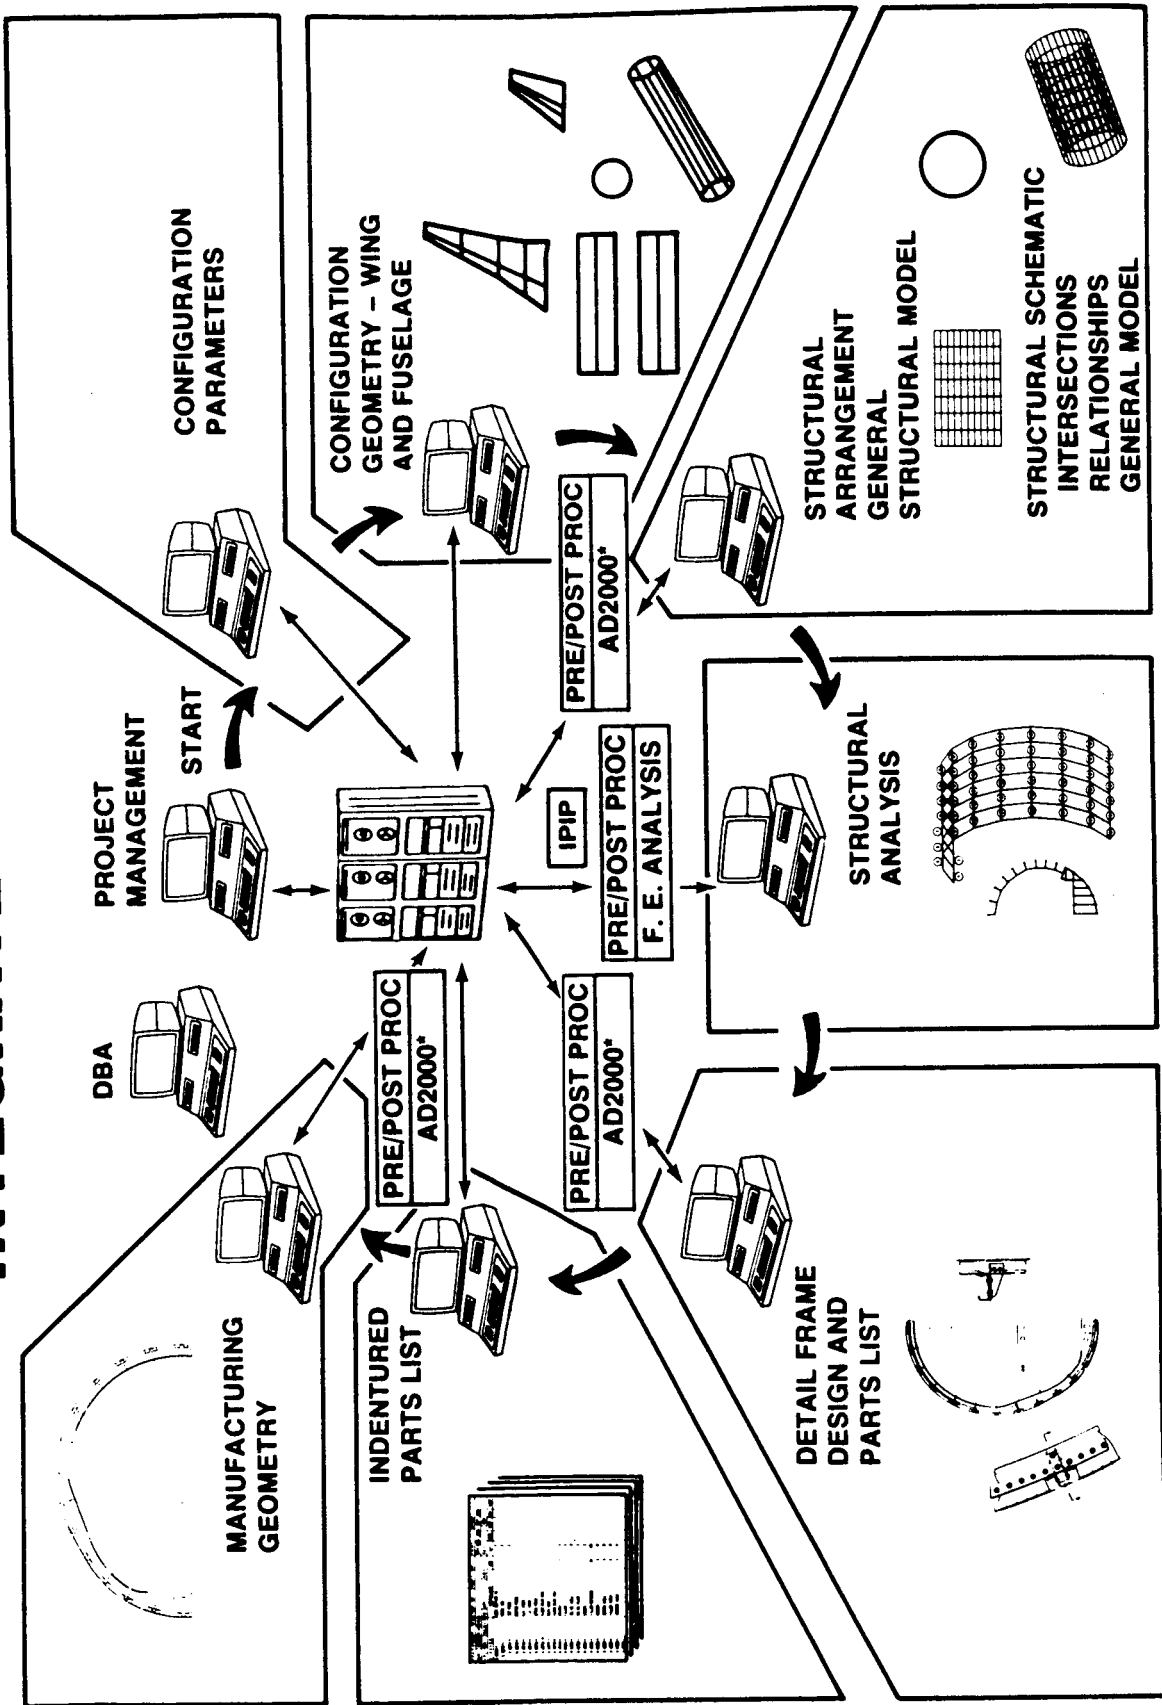 DBA
PROJECT
MANAGEMENT
START
CONFIGURATION
PARAMETERS
MANUFACTURING
GEOMETRY
CONFIGURATION
GEOMETRY – WING
AND FUSELAGE
INDENTURED
PARTS LIST
PRE/POST PROC
AD2000*
IPIP
PRE/POST PROC
AD2000*
PRE/POST PROC
AD2000*
PRE/POST PROC
F. E. ANALYSIS
DETAIL FRAME
DESIGN AND
PARTS LIST
STRUCTURAL
ANALYSIS
STRUCTURAL
ARRANGEMENT
GENERAL
STRUCTURAL MODEL
STRUCTURAL SCHEMATIC
INTERSECTIONS
RELATIONSHIPS
GENERAL MODEL